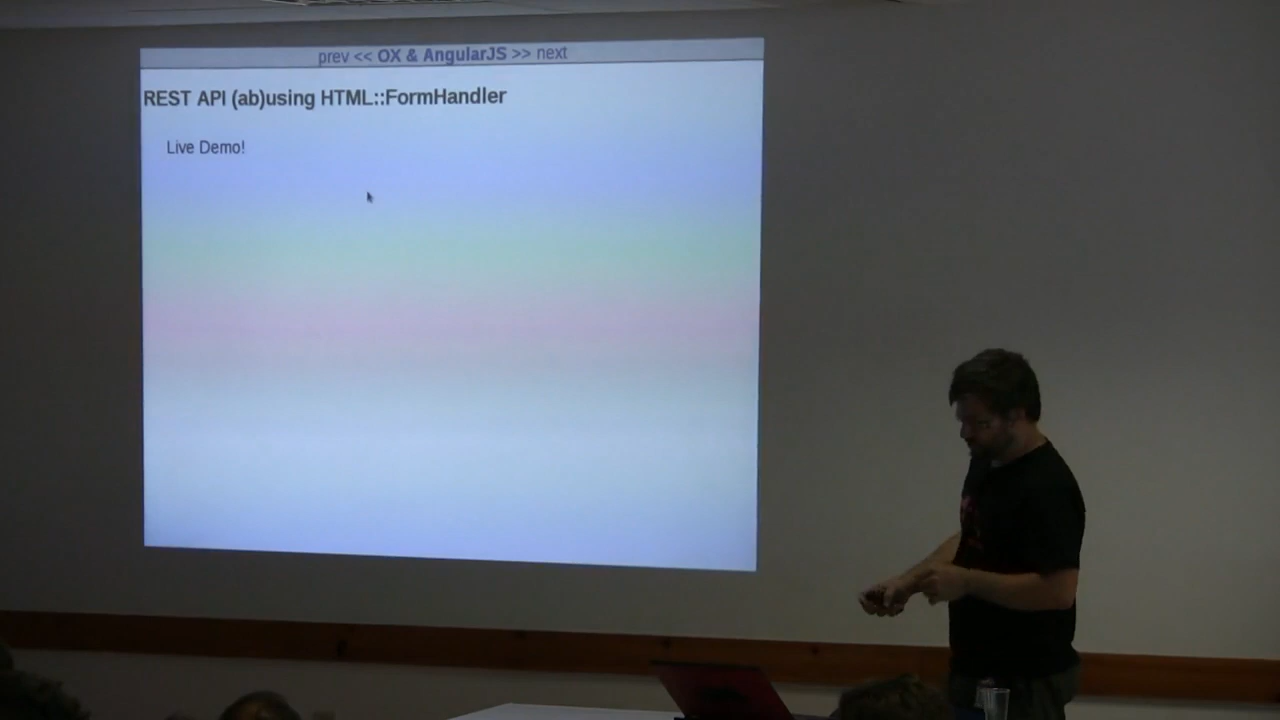 prev << OX & AngularJS >> next
REST API (ab)using HTML::FormHandler
Live Demo!